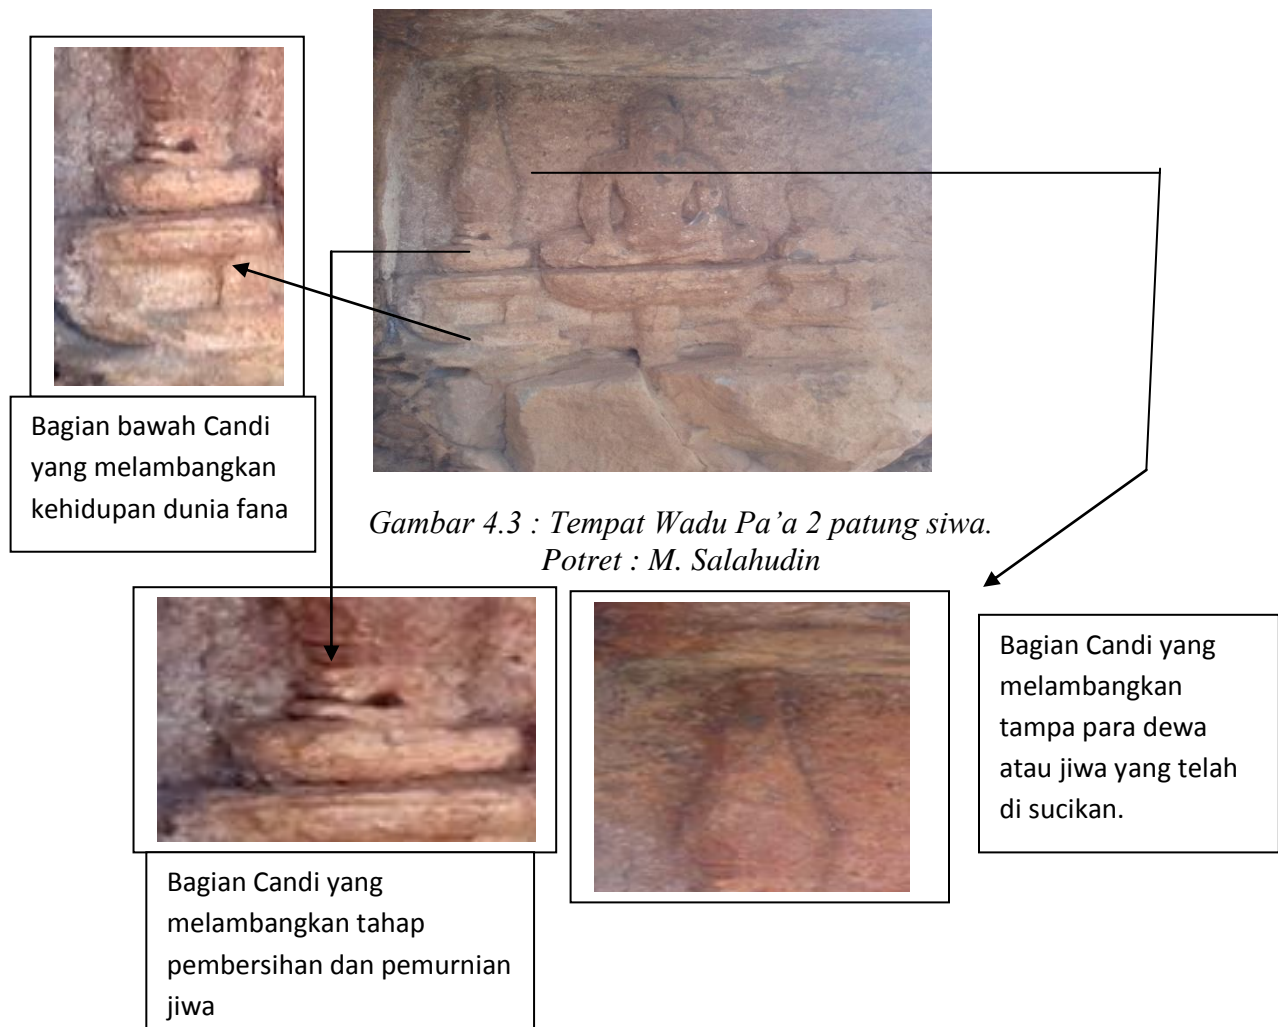 Bagian bawah Candi
yang melambangkan
kehidupan dunia fana
Gambar 4.3 : Tempat Wadu Pa’a 2 patung siwa.
Potret : M. Salahudin
Bagian Candi yang
melambangkan
tampa para dewa
atau jiwa yang telah
di sucikan.
Bagian Candi yang
melambangkan tahap
pembersihan dan pemurnian
jiwa